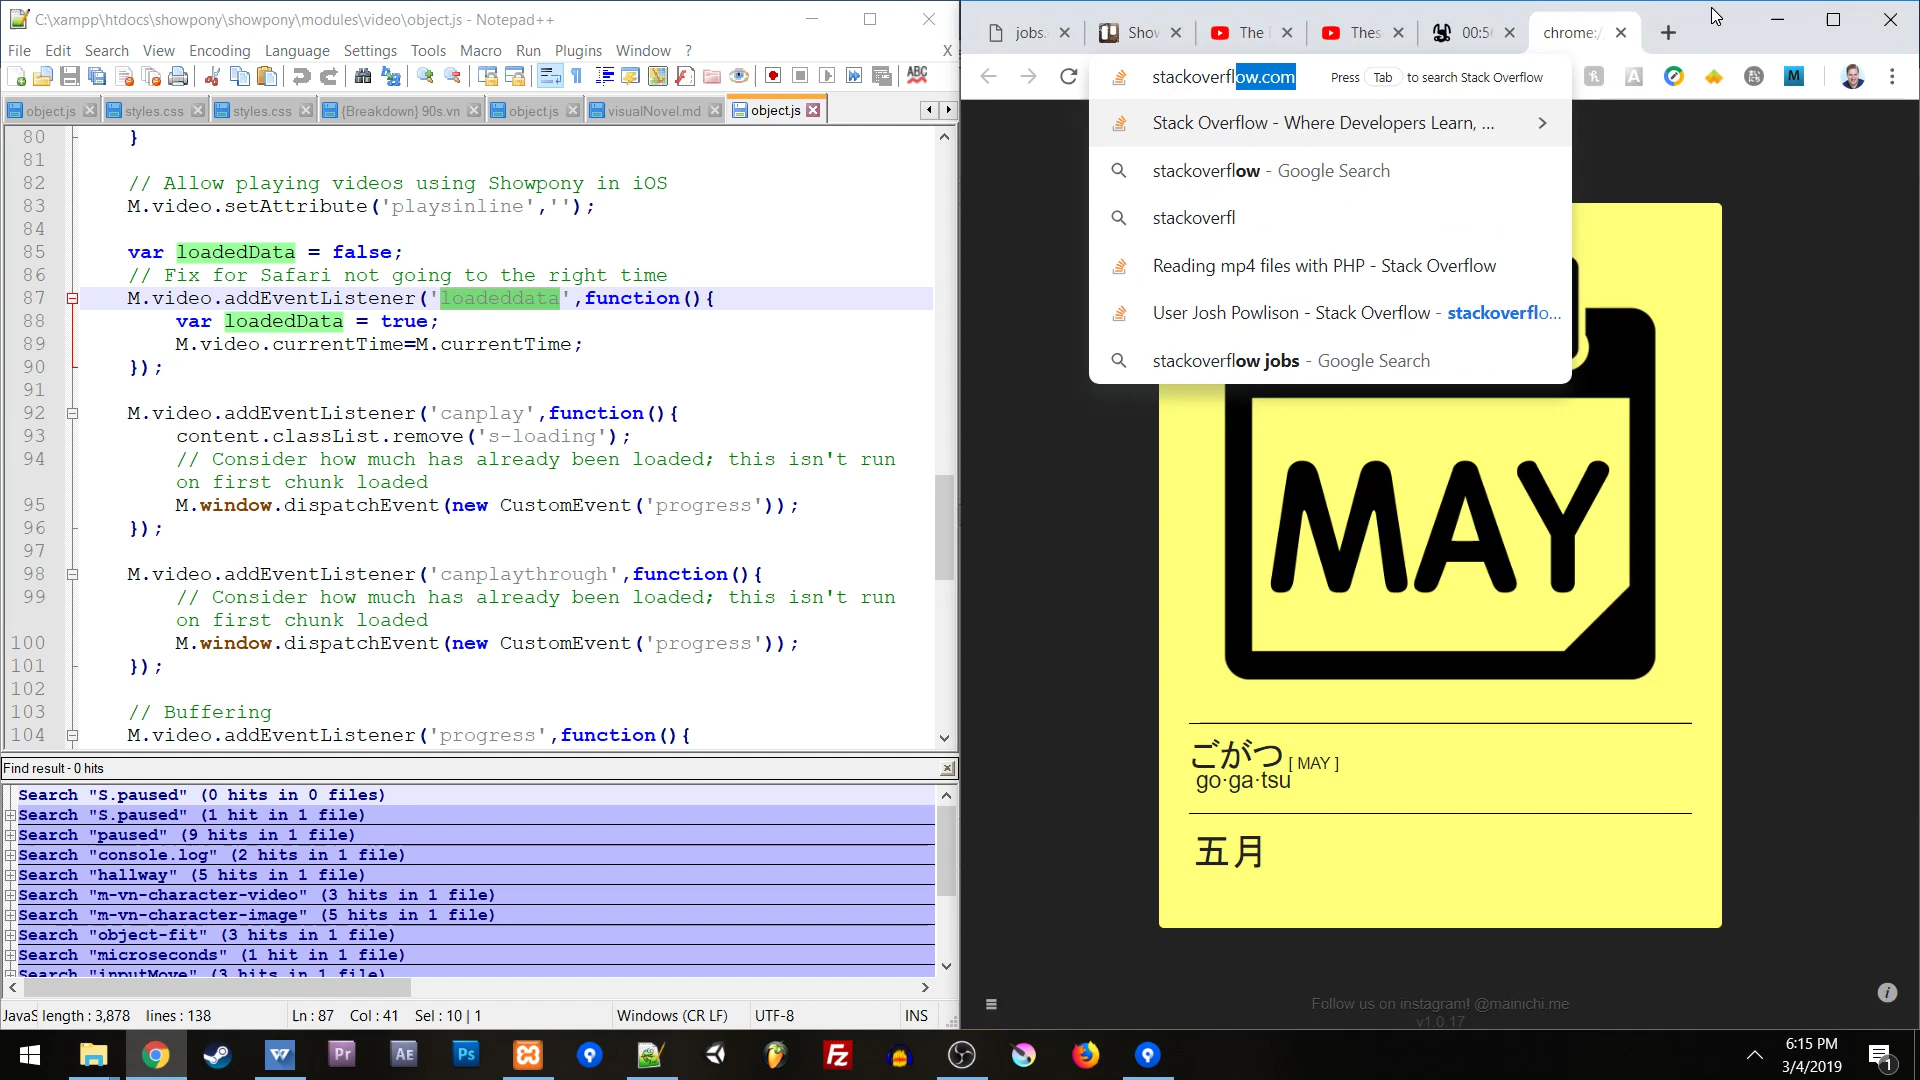 C:\xampp\htdocs\showpony\showpony\modules\video\object.js - Notepad++
File Edit Search View Encoding Language Settings Tools Macro Run Plugins Window ? X
object.js styles.css styles.css {Breakdown} 90s.vn object.js visualNovel.md object.js
80 }
81
82 // Allow playing videos using Showpony in iOS
83 M.video.setAttribute('playsinline','');
84
85 var loadedData = false;
86 // Fix for Safari not going to the right time
87 M.video.addEventListener('loadeddata',function(){
88 var loadedData = true;
89 M.video.currentTime=M.currentTime;
90 });
91
92 M.video.addEventListener('canplay',function(){
93 content.classList.remove('s-loading');
94 // Consider how much has already been loaded; this isn't run
on first chunk loaded
95 M.window.dispatchEvent(new CustomEvent('progress'));
96 });
97
98 M.video.addEventListener('canplaythrough',function(){
99 // Consider how much has already been loaded; this isn't run
on first chunk loaded
100 M.window.dispatchEvent(new CustomEvent('progress'));
101 });
102
103 // Buffering
104 M.video.addEventListener('progress',function(){
Find result - 0 hits
Search "S.paused" (0 hits in 0 files)
Search "S.paused" (1 hit in 1 file)
Search "paused" (9 hits in 1 file)
Search "console.log" (2 hits in 1 file)
Search "hallway" (5 hits in 1 file)
Search "m-vn-character-video" (3 hits in 1 file)
Search "m-vn-character-image" (5 hits in 1 file)
Search "object-fit" (3 hits in 1 file)
Search "microseconds" (1 hit in 1 file)
Search "inputMove" (3 hits in 1 file)
JavaS length : 3,878 lines : 138 Ln : 87 Col : 41 Sel : 10 | 1 Windows (CR LF) UTF-8 INS
jobs. Show The Thes 00:5 chrome:/
stackoverflow.com Press Tab to search Stack Overflow
Stack Overflow - Where Developers Learn, ...
stackoverflow - Google Search
stackoverfl
Reading mp4 files with PHP - Stack Overflow
User Josh Powlison - Stack Overflow - stackoverflo...
stackoverflow jobs - Google Search
MAY
ごがつ [ MAY ]
go·ga·tsu
五月
Follow us on instagram! @mainichi.me
v1.0.17
Pr AE Ps
6:15 PM
3/4/2019
1